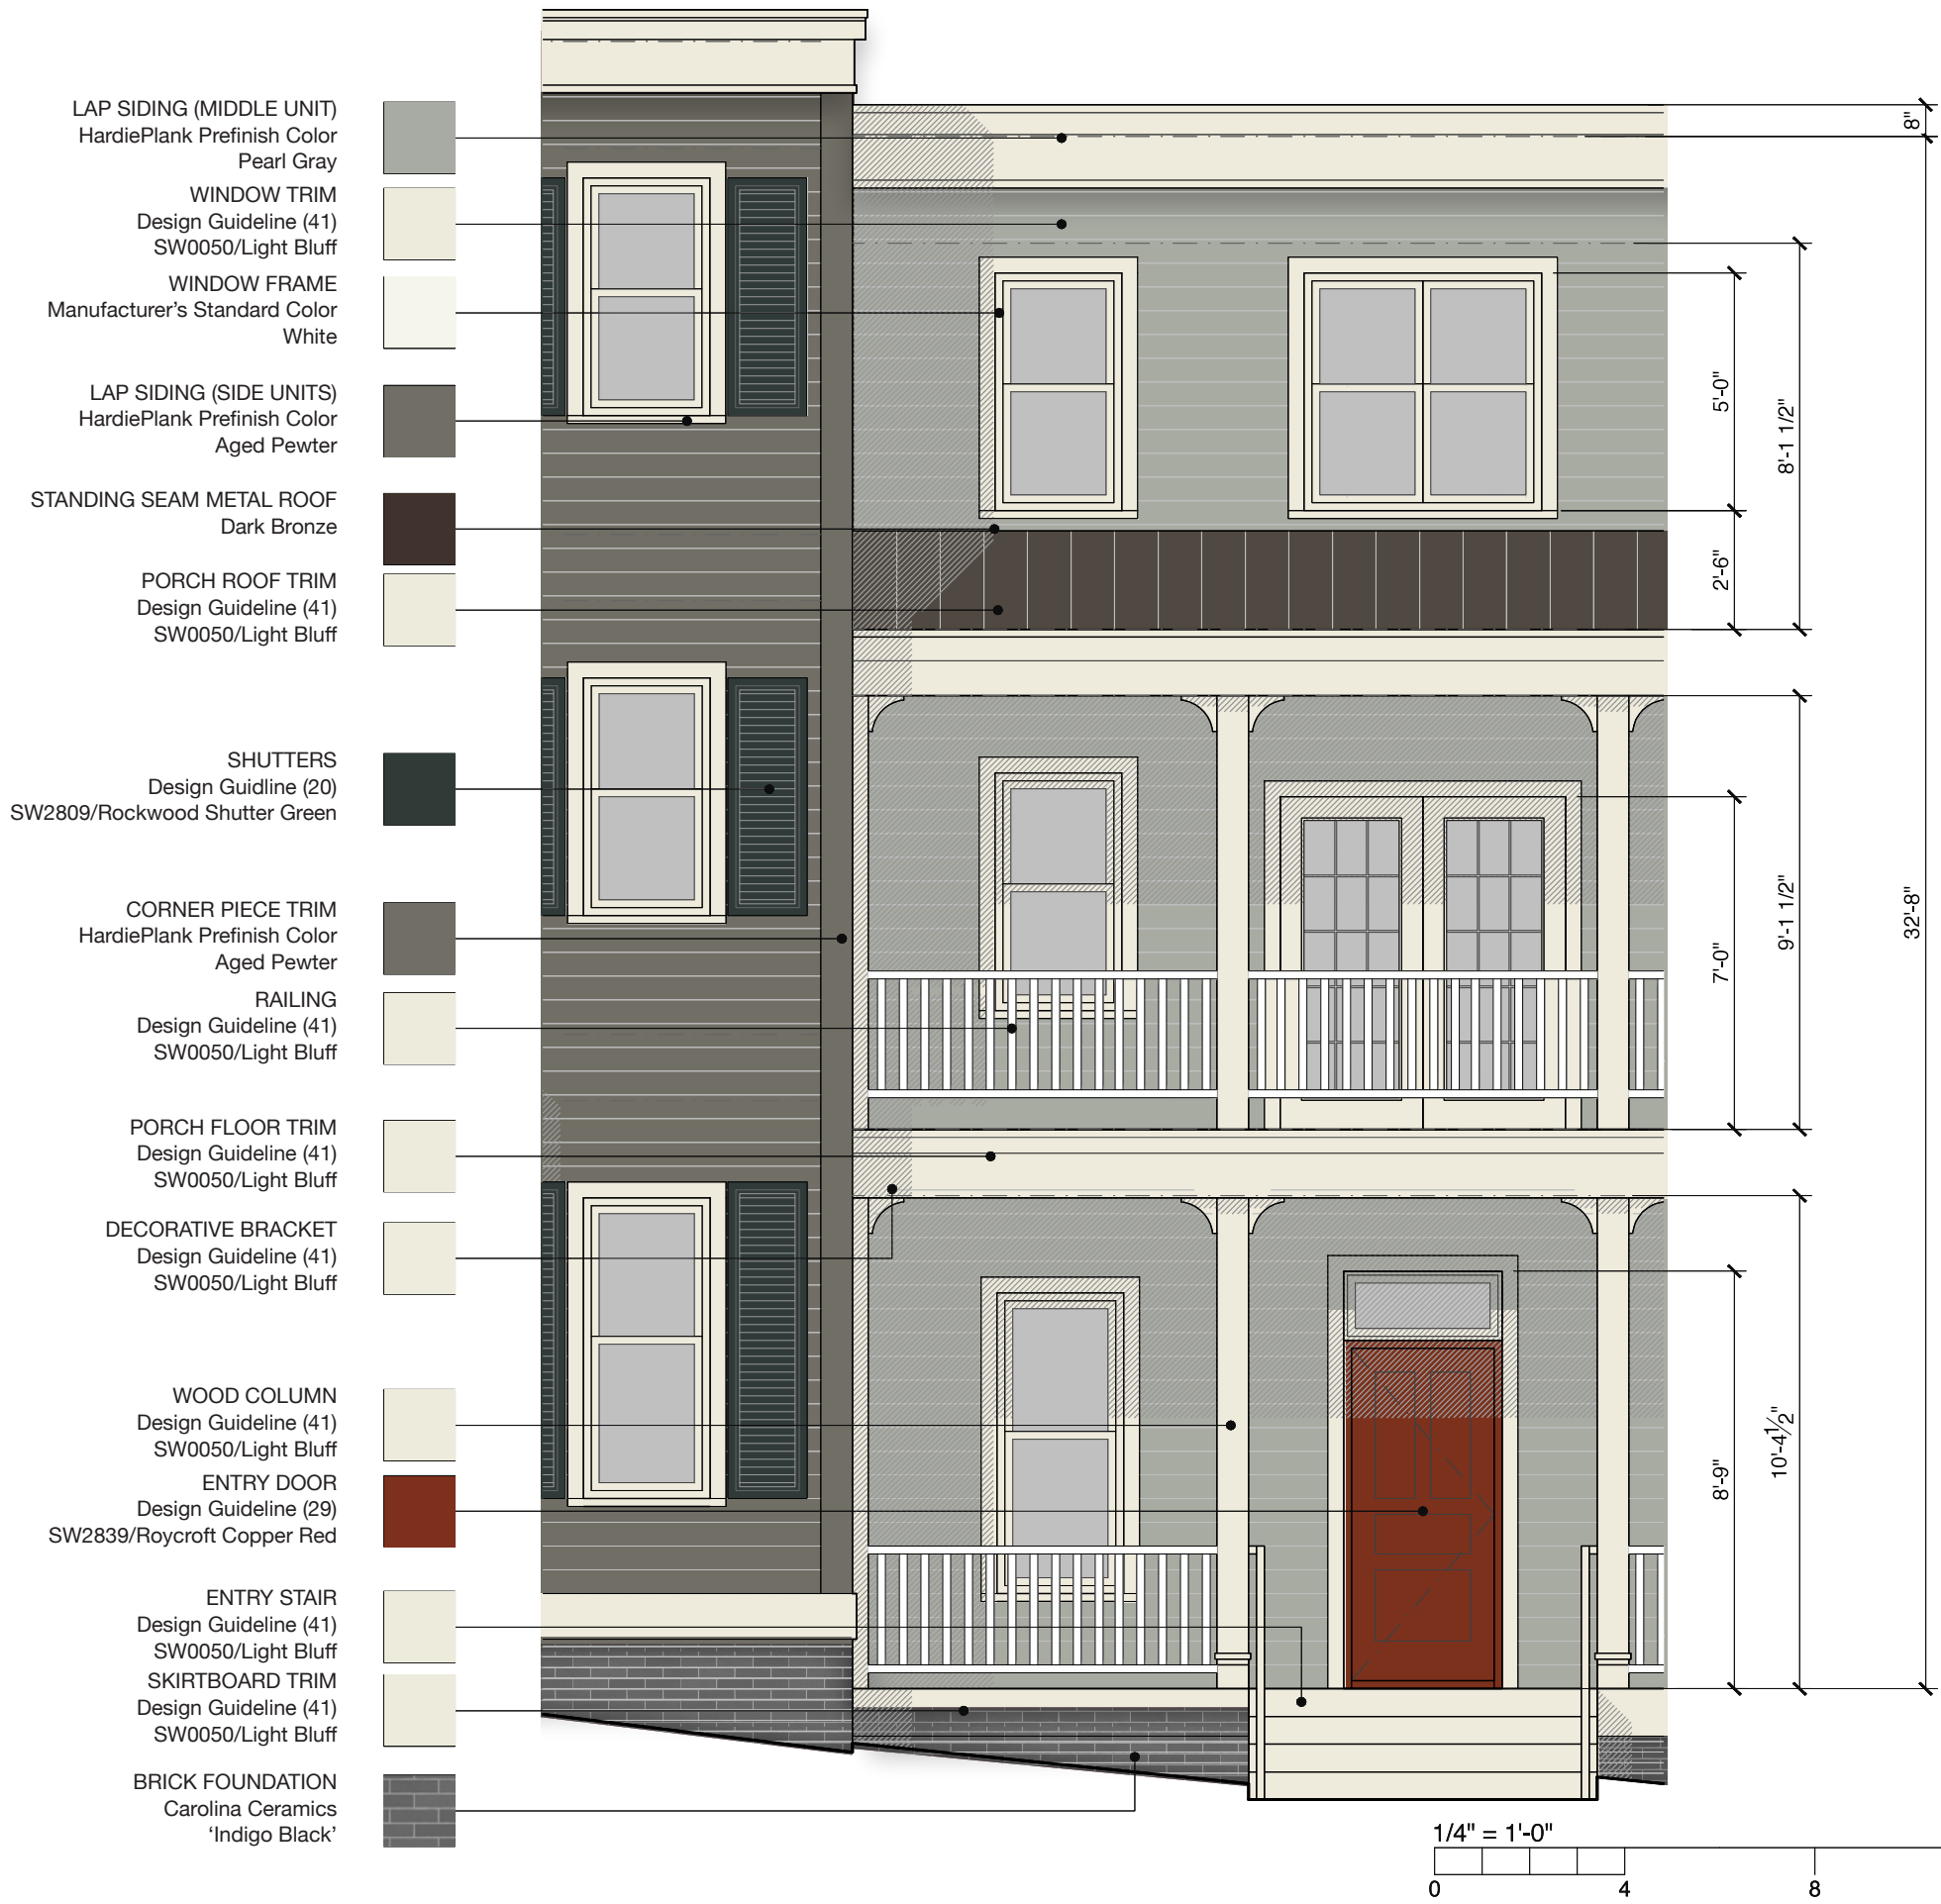 LAP SIDING (MIDDLE UNIT)
HardiePlank Prefinish Color
Pearl Gray
WINDOW TRIM
Design Guideline (41)
SW0050/Light Bluff
WINDOW FRAME
Manufacturer’s Standard Color
White
LAP SIDING (SIDE UNITS)
HardiePlank Prefinish Color
Aged Pewter
STANDING SEAM METAL ROOF
Dark Bronze
PORCH ROOF TRIM
Design Guideline (41)
SW0050/Light Bluff
SHUTTERS
Design Guidline (20)
SW2809/Rockwood Shutter Green
CORNER PIECE TRIM
HardiePlank Prefinish Color
Aged Pewter
RAILING
Design Guideline (41)
SW0050/Light Bluff
PORCH FLOOR TRIM
Design Guideline (41)
SW0050/Light Bluff
DECORATIVE BRACKET
Design Guideline (41)
SW0050/Light Bluff
WOOD COLUMN
Design Guideline (41)
SW0050/Light Bluff
ENTRY DOOR
Design Guideline (29)
SW2839/Roycroft Copper Red
ENTRY STAIR
Design Guideline (41)
SW0050/Light Bluff
SKIRTBOARD TRIM
Design Guideline (41)
SW0050/Light Bluff
BRICK FOUNDATION
Carolina Ceramics
‘Indigo Black’
8"
5'-0"
8'-1 1/2"
2'-6"
7'-0"
9'-1 1/2"
32'-8"
8'-9"
10'-4½"
1/4" = 1'-0"
0 4 8